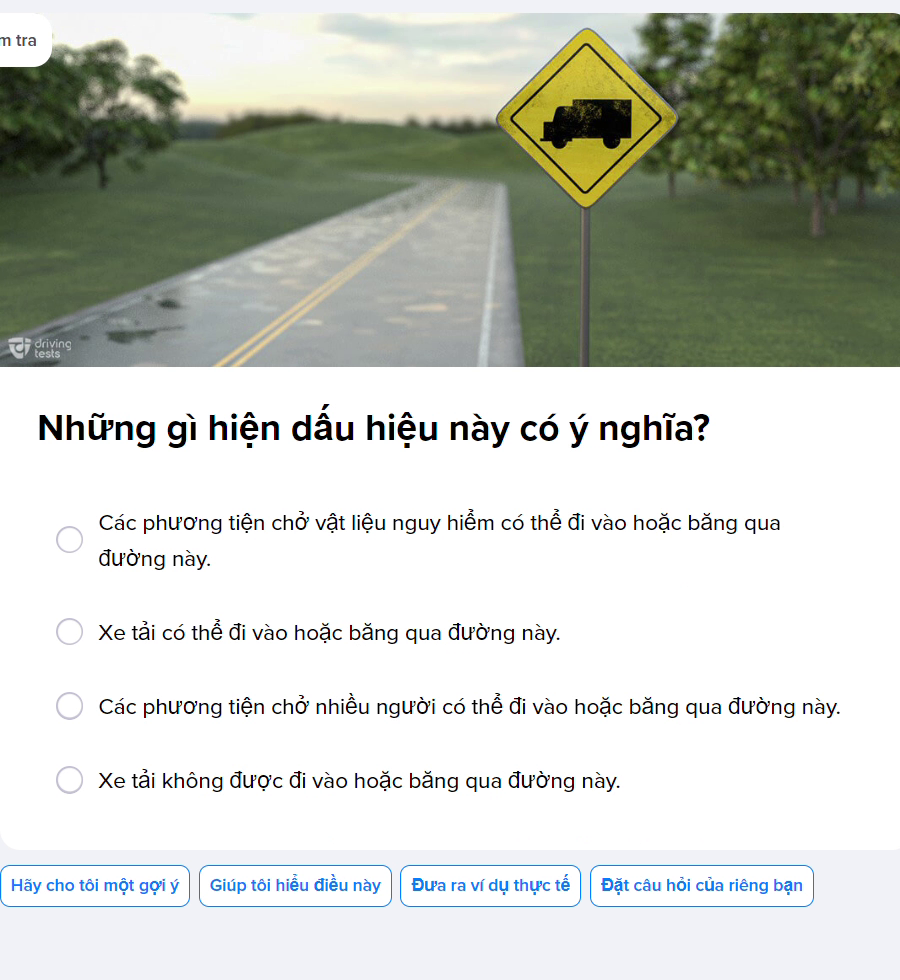 m tra
driving
tests
Những gì hiện dấu hiệu này có ý nghĩa?
Các phương tiện chở vật liệu nguy hiểm có thể đi vào hoặc băng qua
đường này.
Xe tải có thể đi vào hoặc băng qua đường này.
Các phương tiện chở nhiều người có thể đi vào hoặc băng qua đường này.
Xe tải không được đi vào hoặc băng qua đường này.
Hãy cho tôi một gợi ý
Giúp tôi hiểu điều này
Đưa ra ví dụ thực tế
Đặt câu hỏi của riêng bạn